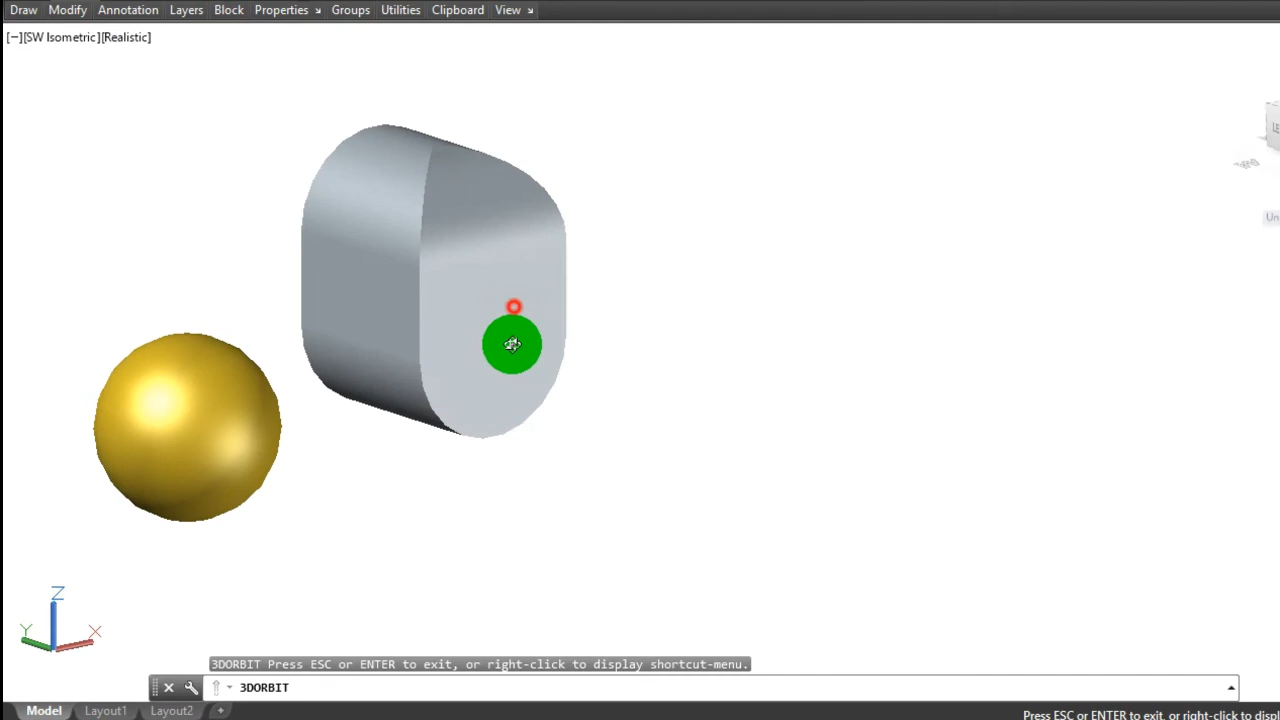 Draw Modify Annotation Layers Block Properties Groups Utilities Clipboard View
[−][SW Isometric][Realistic]
Z
Y
X
3DORBIT Press ESC or ENTER to exit, or right-click to display shortcut-menu.
3DORBIT
Model Layout1 Layout2 +
Press ESC or ENTER to exit, or right-click to displ